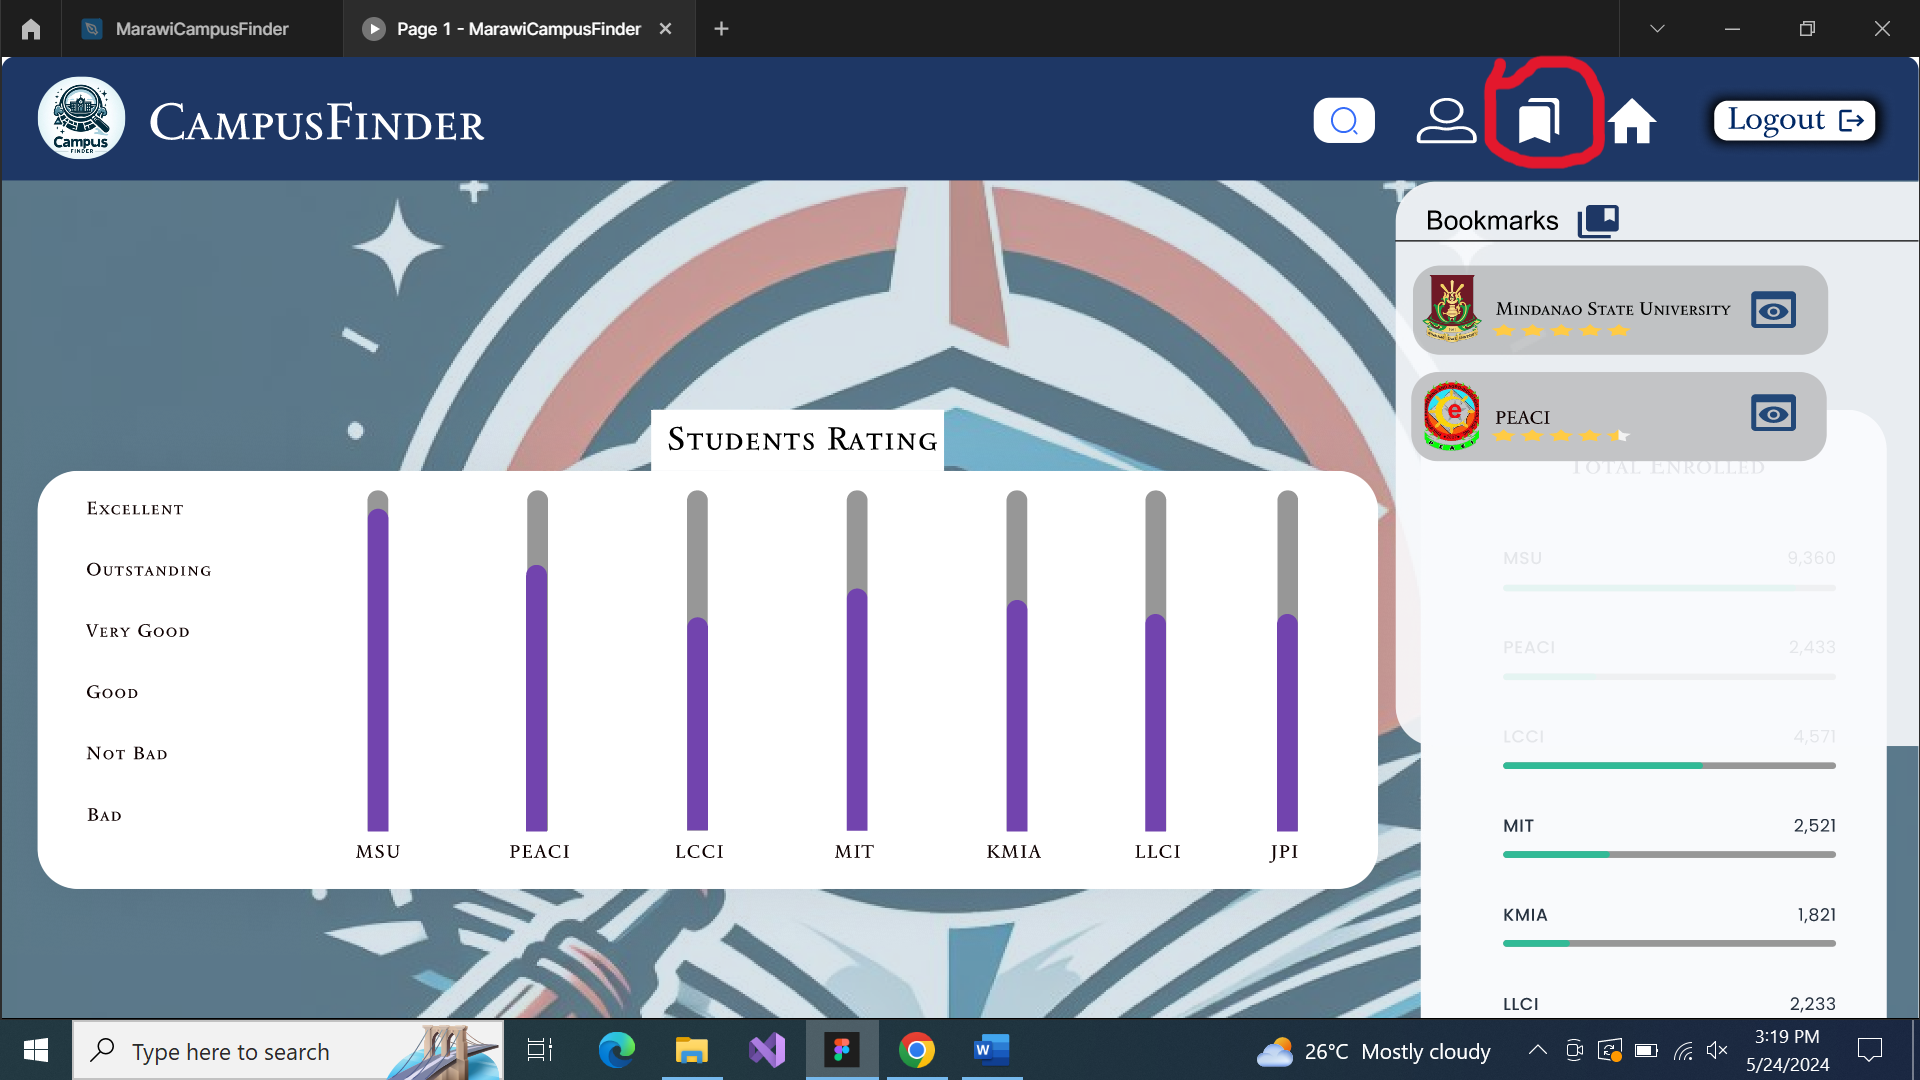 MarawiCampusFinder
Page 1 - MarawiCampusFinder
Campus
FINDER
CampusFinder
Logout
Bookmarks
Mindanao State University
PEACI
Students Rating
Total Enrolled
Excellent
Outstanding
Very Good
Good
Not Bad
Bad
MSU PEACI LCCI MIT KMIA LLCI JPI
MSU 9,360
PEACI 2,433
LCCI 4,571
MIT 2,521
KMIA 1,821
LLCI 2,233
Type here to search
26°C Mostly cloudy
3:19 PM
5/24/2024